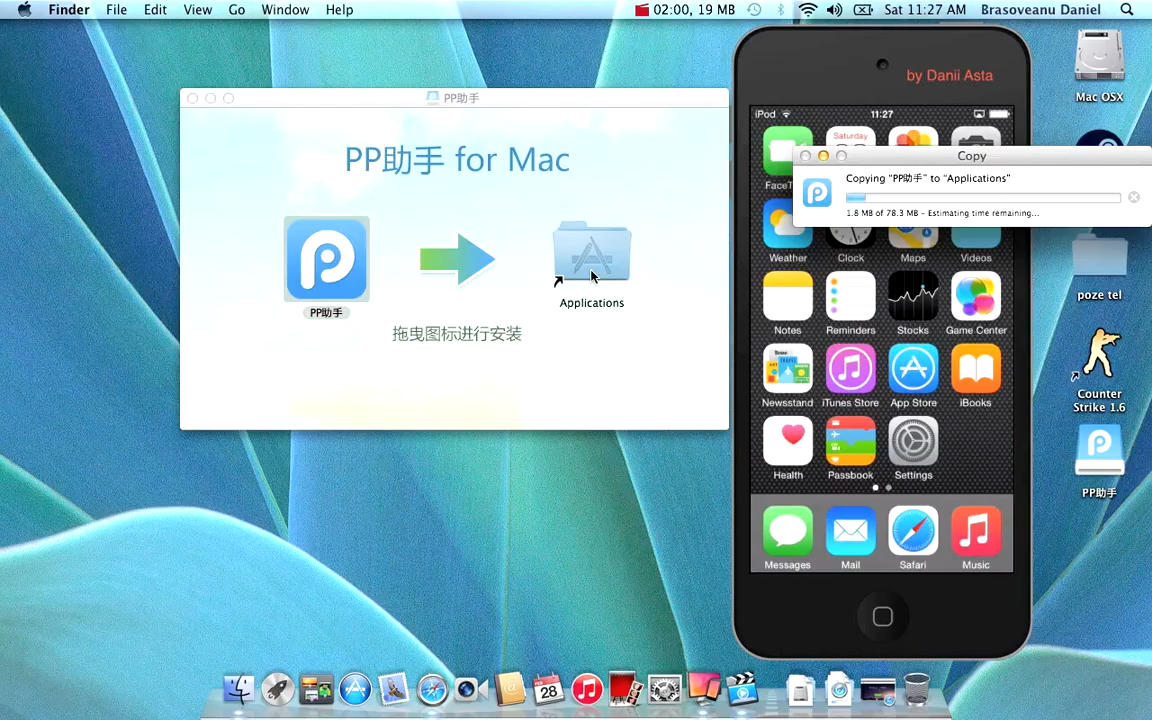 Finder File Edit View Go Window Help 02:00, 19 MB Sat 11:27 AM Brasoveanu Daniel
PP助手
PP助手 for Mac
PP助手
Applications
拖曳图标进行安装
by Danii Asta
iPod 11:27
Saturday
Copy
Copying “PP助手” to “Applications”
1.8 MB of 78.3 MB - Estimating time remaining...
FaceT
Weather Clock Maps Videos
Notes Reminders Stocks Game Center
Newsstand iTunes Store App Store iBooks
Health Passbook Settings
Messages Mail Safari Music
Mac OSX
poze tel
Counter
Strike 1.6
PP助手
28